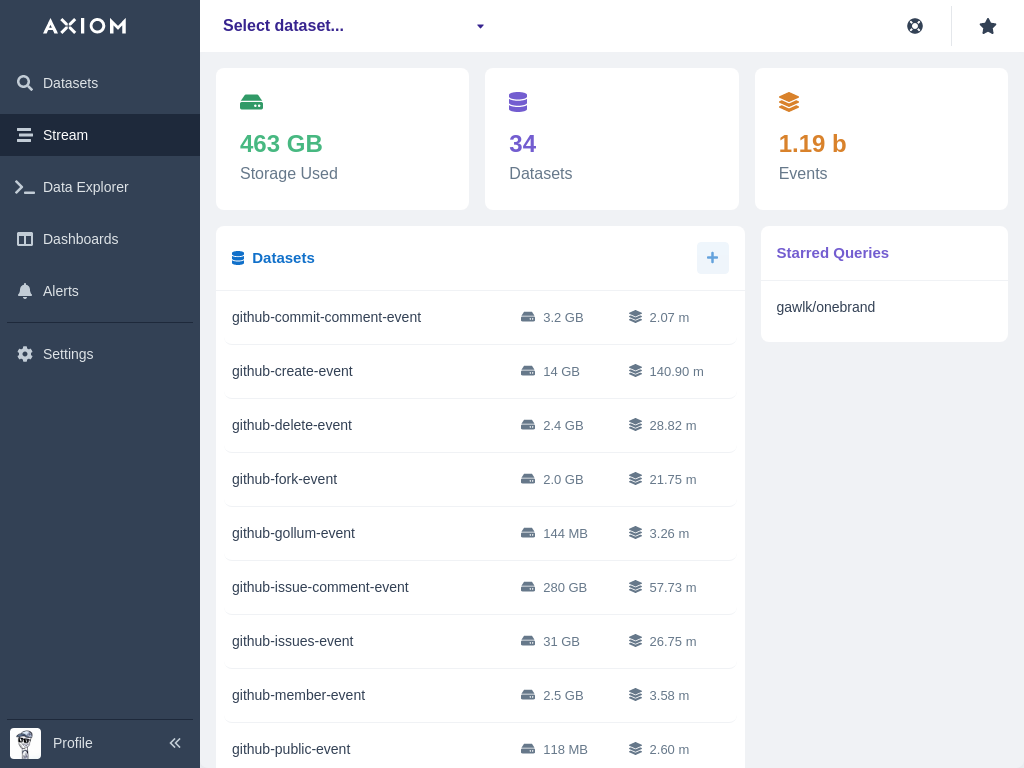 AXIOM
Select dataset...
Datasets
Stream
Data Explorer
Dashboards
Alerts
Settings
Profile
463 GB
Storage Used
34
Datasets
1.19 b
Events
Datasets
github-commit-comment-event 3.2 GB 2.07 m
github-create-event 14 GB 140.90 m
github-delete-event 2.4 GB 28.82 m
github-fork-event 2.0 GB 21.75 m
github-gollum-event 144 MB 3.26 m
github-issue-comment-event 280 GB 57.73 m
github-issues-event 31 GB 26.75 m
github-member-event 2.5 GB 3.58 m
github-public-event 118 MB 2.60 m
Starred Queries
gawlk/onebrand